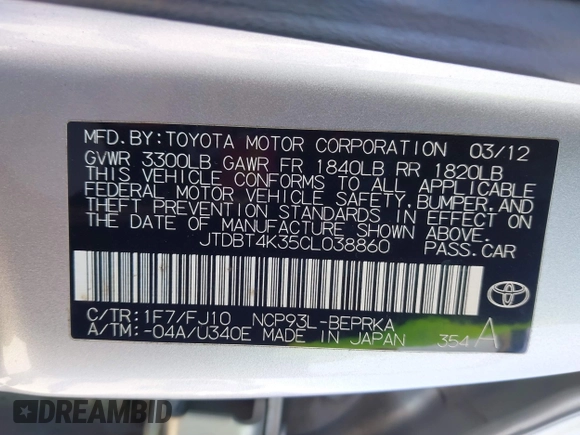 MFD.BY:TOYOTA MOTOR CORPORATION 03/12
GVWR 3300LB GAWR FR 1840LB RR 1820LB
THIS VEHICLE CONFORMS TO ALL APPLICABLE
FEDERAL MOTOR VEHICLE SAFETY,BUMPER,AND
THEFT PREVENTION STANDARDS IN EFFECT ON
THE DATE OF MANUFACTURE SHOWN ABOVE.
JTDBT4K35CL038860 PASS.CAR
C/TR:1F7/FJ10 NCP93L-BEPRKA
A/TM:-04A/U340E MADE IN JAPAN 354 A
DREAMBID